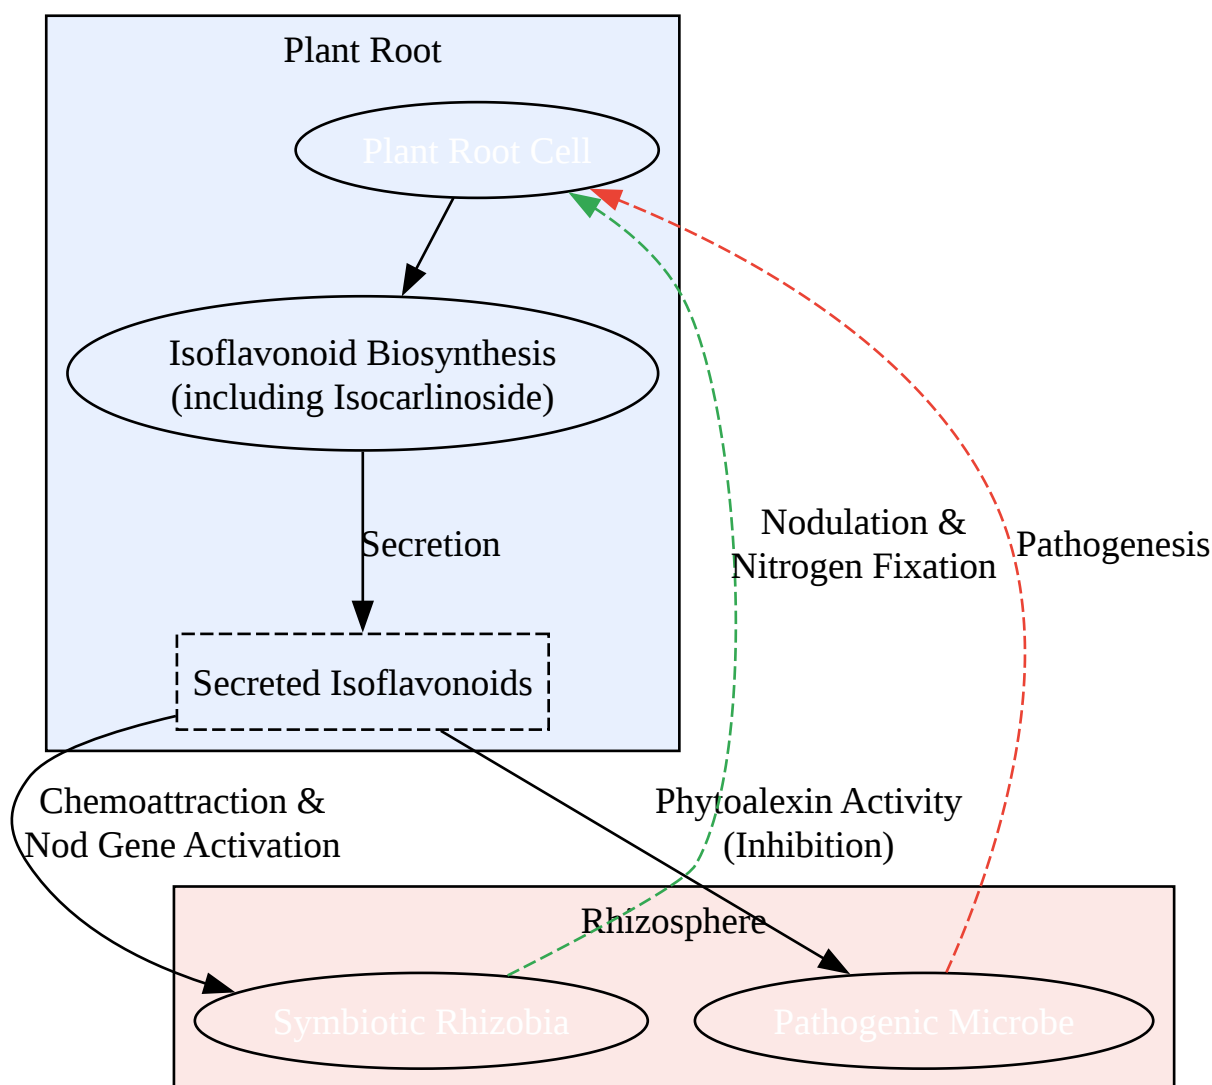 Plant Root
Plant Root Cell
Isoflavonoid Biosynthesis
(including Isocarlinoside)
Secretion
Nodulation &
Nitrogen Fixation
Pathogenesis
Secreted Isoflavonoids
Chemoattraction &
Nod Gene Activation
Phytoalexin Activity
(Inhibition)
Rhizosphere
Symbiotic Rhizobia
Pathogenic Microbe